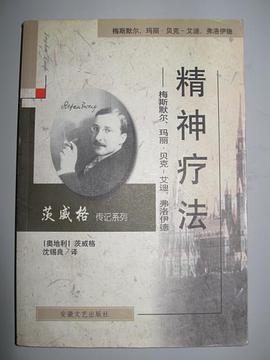 梅斯默尔、玛丽·贝克-艾迪、弗洛伊德
精神疗法
——梅斯默尔、玛丽·贝克-艾迪、弗洛伊德
茨威格 传记系列
[奥地利] 茨威格
沈锡良/译
安徽文艺出版社